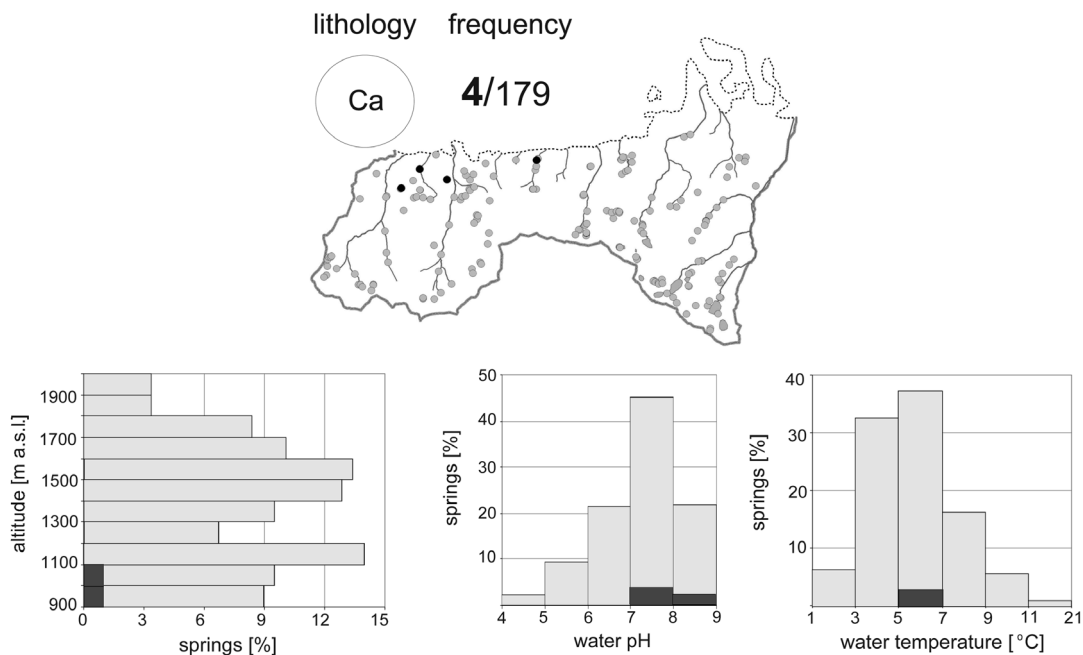 lithology frequency
Ca 4/179
altitude [m a.s.l.]
1900
1700
1500
1300
1100
900
0 3 6 9 12 15
springs [%]
springs [%]
50
40
30
20
10
4 5 6 7 8 9
water pH
springs [%]
40
30
20
10
1 3 5 7 9 11 21
water temperature [°C]